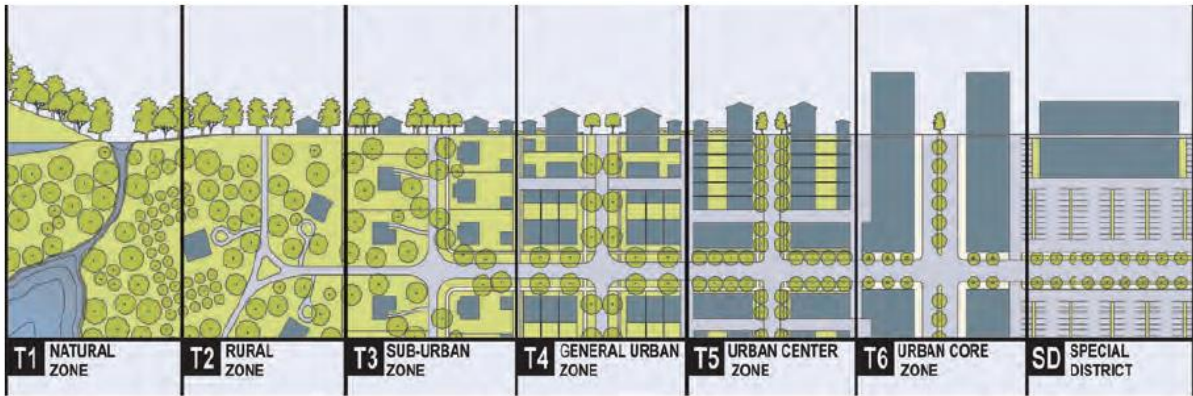 T1 NATURAL
ZONE
T2 RURAL
ZONE
T3 SUB-URBAN
ZONE
T4 GENERAL URBAN
ZONE
T5 URBAN CENTER
ZONE
T6 URBAN CORE
ZONE
SD SPECIAL
DISTRICT